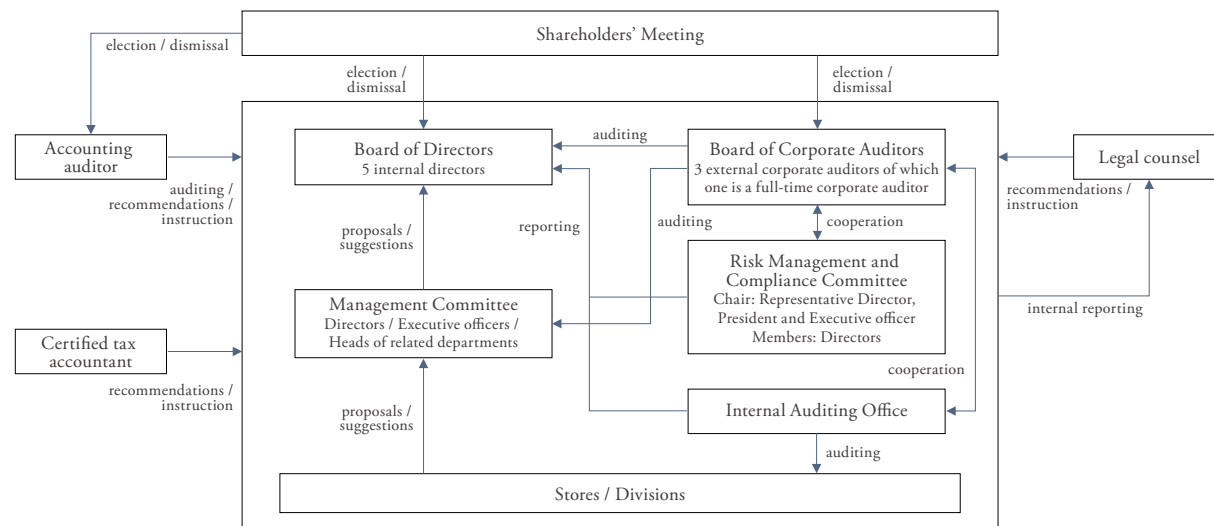 Shareholders’ Meeting
election / dismissal
election /
dismissal
election /
dismissal
Accounting
auditor
auditing /
recommendations /
instruction
Board of Directors
5 internal directors
auditing
Board of Corporate Auditors
3 external corporate auditors of which
one is a full-time corporate auditor
Legal counsel
recommendations /
instruction
proposals /
suggestions
reporting
auditing
cooperation
Risk Management and
Compliance Committee
Chair: Representative Director,
President and Executive officer
Members: Directors
internal reporting
Management Committee
Directors / Executive officers /
Heads of related departments
Certified tax
accountant
recommendations /
instruction
cooperation
proposals /
suggestions
Internal Auditing Office
auditing
Stores / Divisions